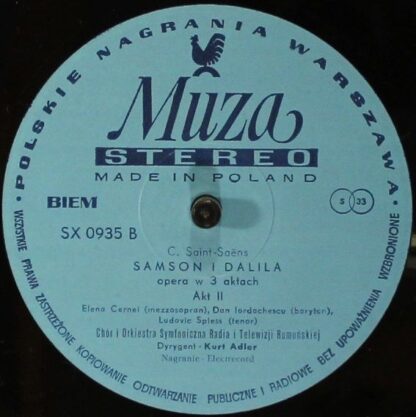 • POLSKIE NAGRANIA WARSZAWA •
Muza
STEREO
MADE IN POLAND
BIEM
S 33
SX 0935 B
C. Saint-Saëns
SAMSON I DALILA
opera w 3 aktach
Akt II
Elena Cernei (mezzosopran), Dan Iordachescu (baryton),
Ludovic Spiess (tenor)
Chór i Orkiestra Symfoniczna Radia i Telewizji Rumuńskiej
Dyrygent - Kurt Adler
Nagranie - Electrecord
WSZYSTKIE PRAWA ZASTRZEŻONE KOPIOWANIE ODTWARZANIE PUBLICZNE I RADIOWE BEZ UPOWAŻNIENIA WZBRONIONE